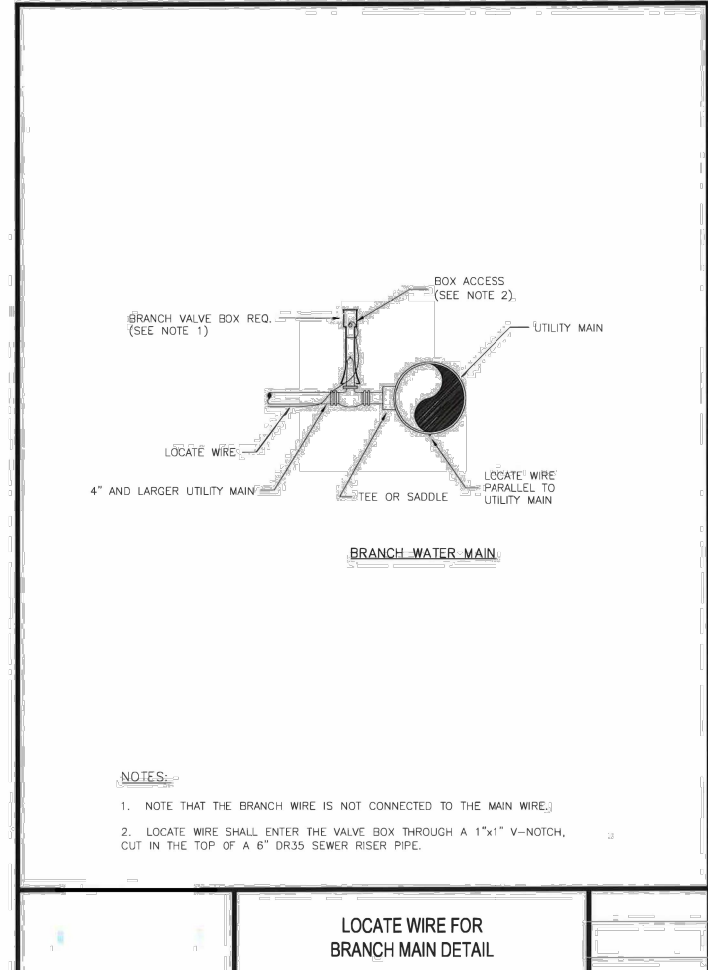 BOX ACCESS
(SEE NOTE 2)
BRANCH VALVE BOX REQ.
(SEE NOTE 1)
UTILITY MAIN
LOCATE WIRE
4" AND LARGER UTILITY MAIN
TEE OR SADDLE
LOCATE WIRE
PARALLEL TO
UTILITY MAIN
BRANCH WATER MAIN
NOTES:
1. NOTE THAT THE BRANCH WIRE IS NOT CONNECTED TO THE MAIN WIRE.
2. LOCATE WIRE SHALL ENTER THE VALVE BOX THROUGH A 1"x1" V-NOTCH,
CUT IN THE TOP OF A 6" DR35 SEWER RISER PIPE.
LOCATE WIRE FOR
BRANCH MAIN DETAIL